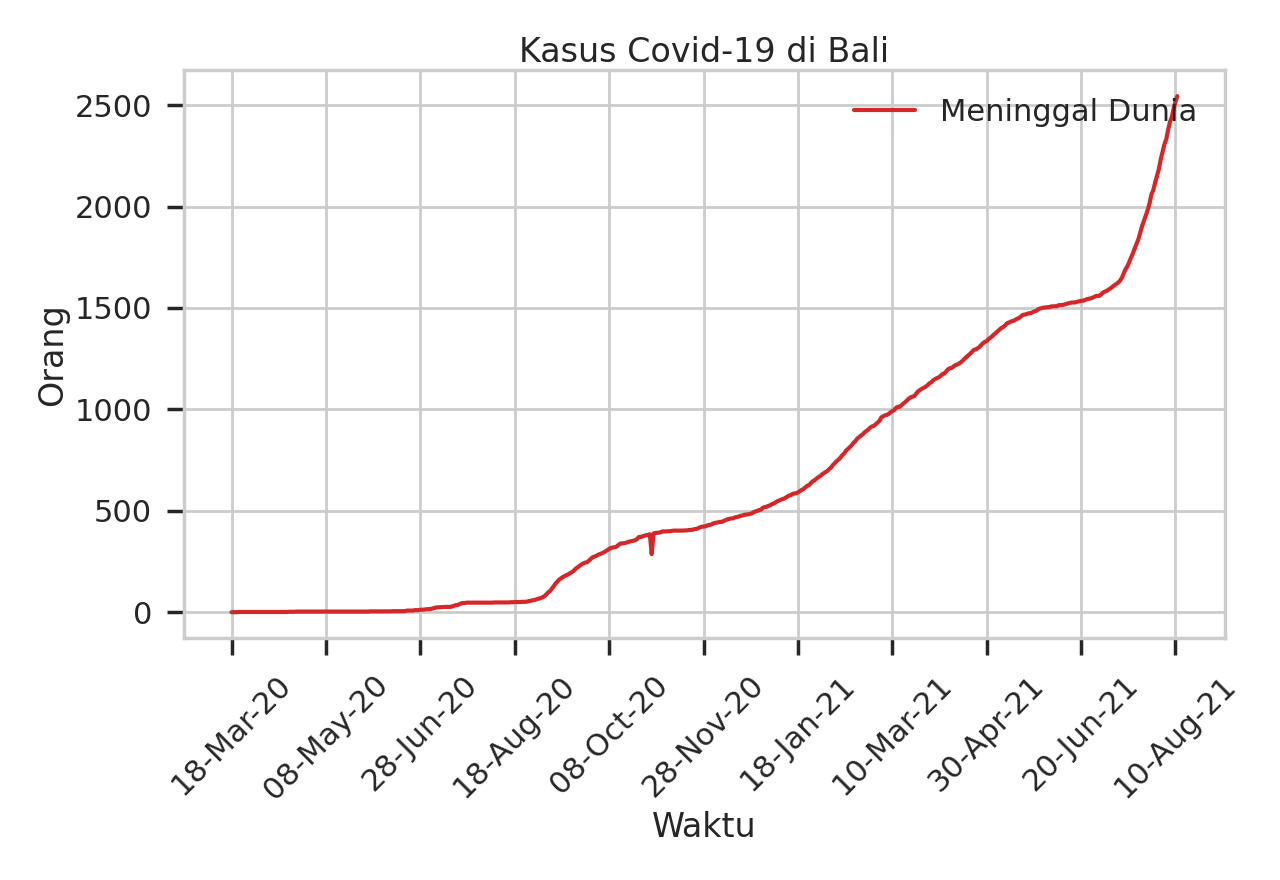 Kasus Covid-19 di Bali
Meninggal Dunia
Orang
2500
2000
1500
1000
500
0
18-Mar-20
08-May-20
28-Jun-20
18-Aug-20
08-Oct-20
28-Nov-20
18-Jan-21
10-Mar-21
30-Apr-21
20-Jun-21
10-Aug-21
Waktu